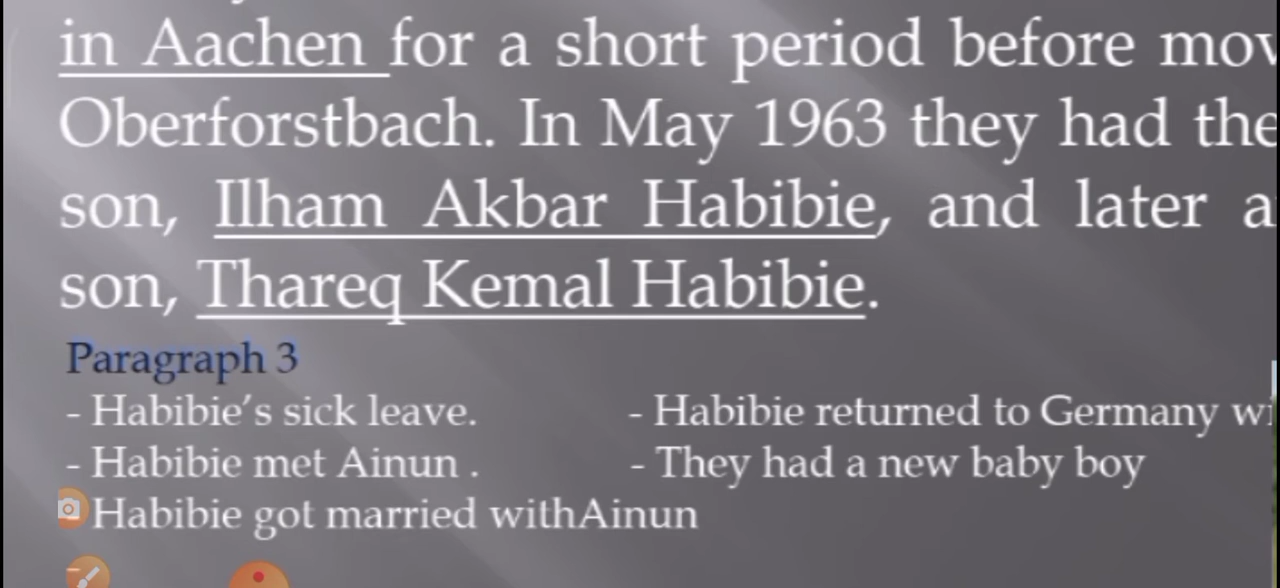 in Aachen for a short period before
Oberforstbach. In May 1963 they had
son, Ilham Akbar Habibie, and later
son, Thareq Kemal Habibie.
Paragraph 3
- Habibie's sick leave.
- Habibie met Ainun .
Habibie got married withAinun
- Habibie returned to Germany
- They had a new baby boy